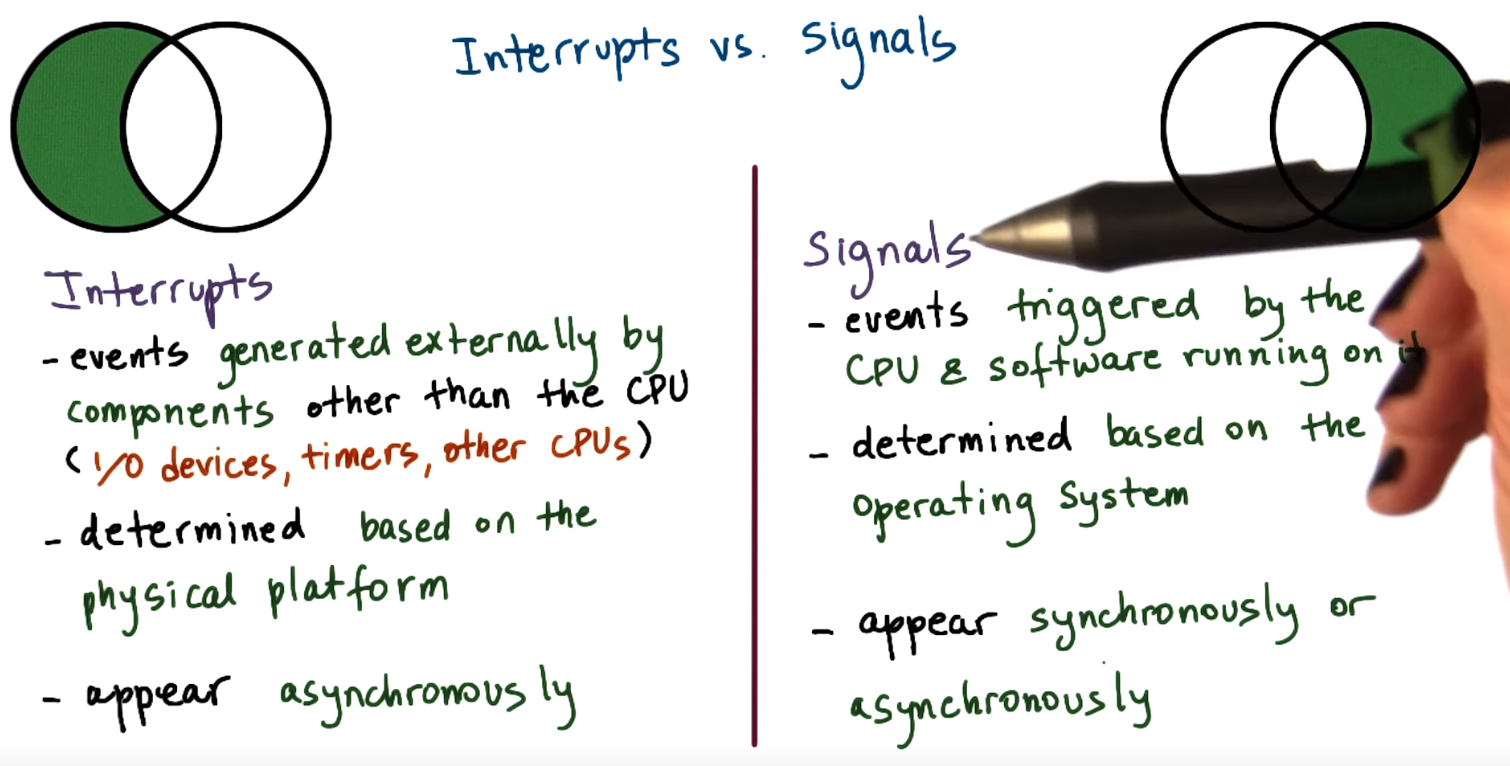 Interrupts vs. Signals
Interrupts
- events generated externally by
components other than the CPU
(I/O devices, timers, other CPUs)
- determined based on the
physical platform
- appear asynchronously
Signals
- events triggered by the
CPU & software running on it
- determined based on the
Operating System
- appear synchronously or
asynchronously